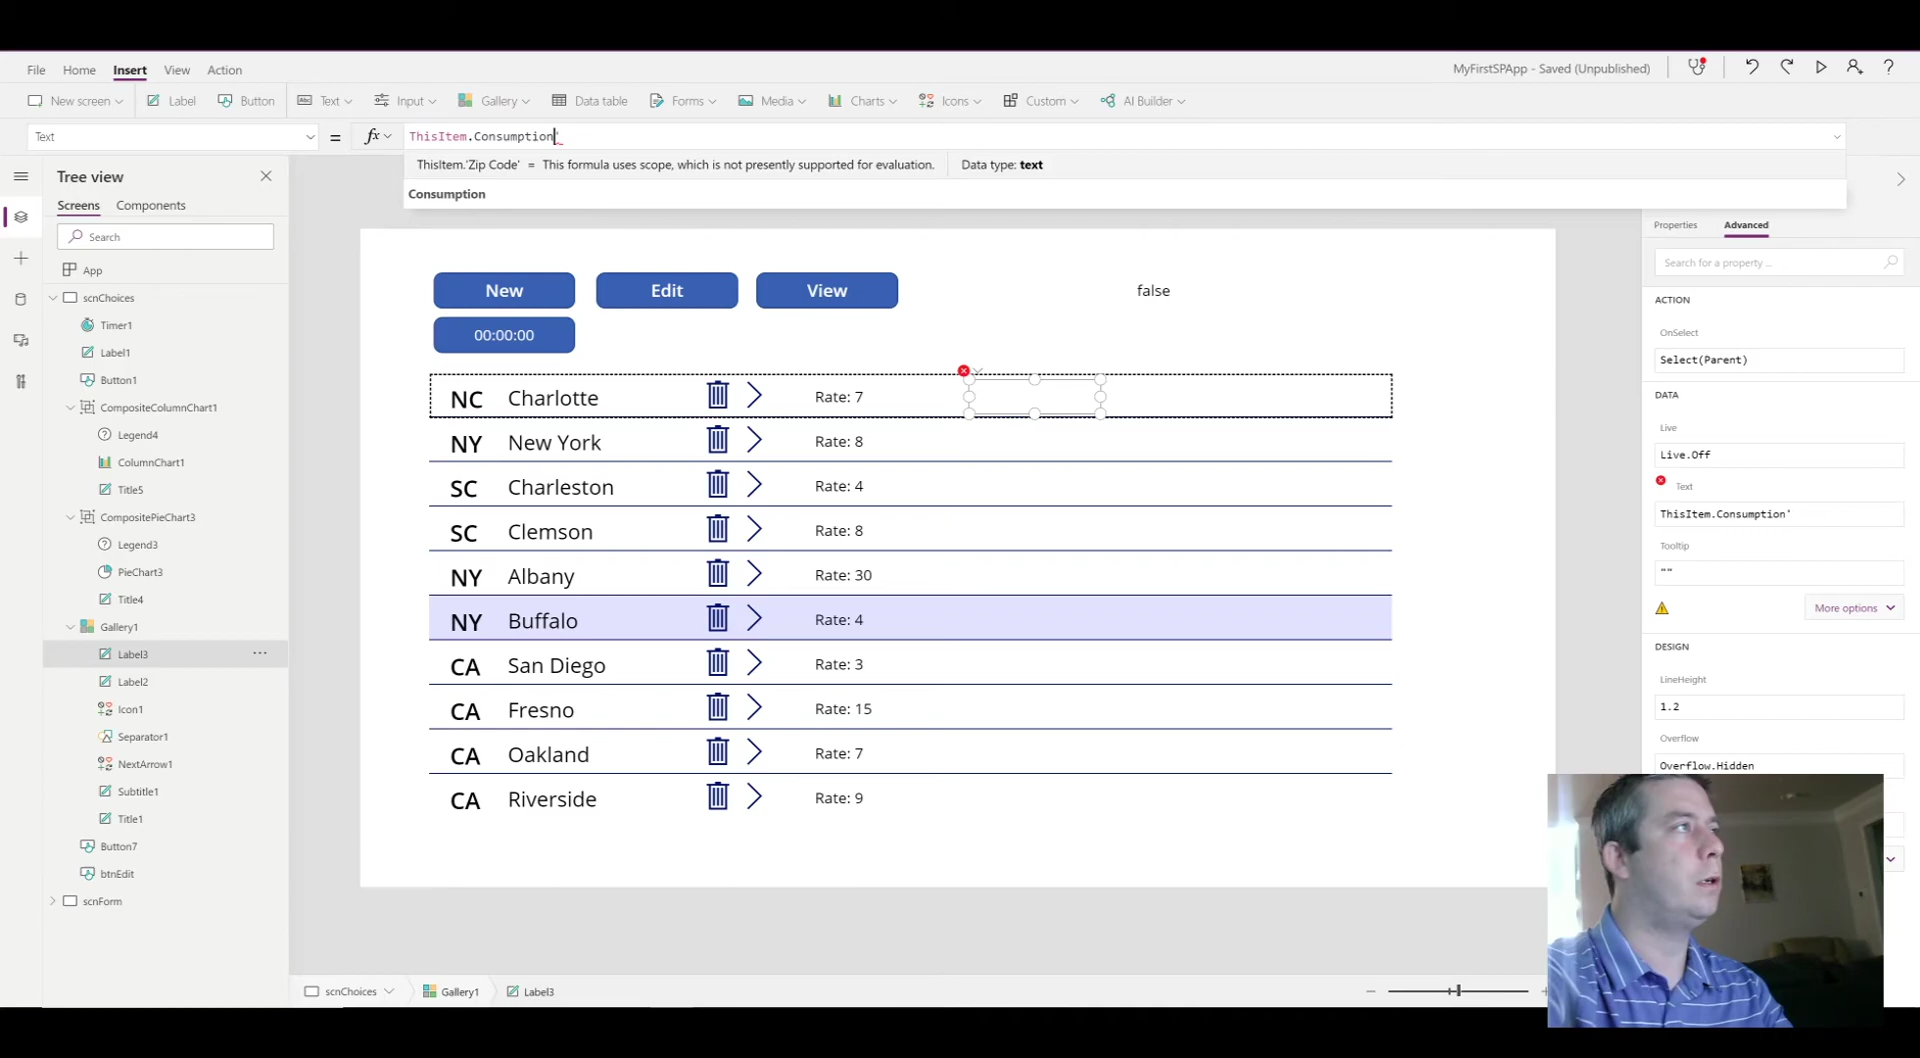 File Home Insert View Action
MyFirstSPApp - Saved (Unpublished)
New screen Label Button Text Input Gallery Data table Forms Media Charts Icons Custom AI Builder
Text = fx ThisItem.Consumption'
ThisItem.'Zip Code' = This formula uses scope, which is not presently supported for evaluation. Data type: text
Consumption
Tree view
Screens Components
Search
App
scnChoices
Timer1
Label1
Button1
CompositeColumnChart1
Legend4
ColumnChart1
Title5
CompositePieChart3
Legend3
PieChart3
Title4
Gallery1
Label3
Label2
Icon1
Separator1
NextArrow1
Subtitle1
Title1
Button7
btnEdit
scnForm
New Edit View false
00:00:00
NC Charlotte Rate: 7
NY New York Rate: 8
SC Charleston Rate: 4
SC Clemson Rate: 8
NY Albany Rate: 30
NY Buffalo Rate: 4
CA San Diego Rate: 3
CA Fresno Rate: 15
CA Oakland Rate: 7
CA Riverside Rate: 9
Properties Advanced
Search for a property ...
ACTION
OnSelect
Select(Parent)
DATA
Live
Live.Off
Text
ThisItem.Consumption'
Tooltip
""
More options
DESIGN
LineHeight
1.2
Overflow
Overflow.Hidden
scnChoices Gallery1 Label3